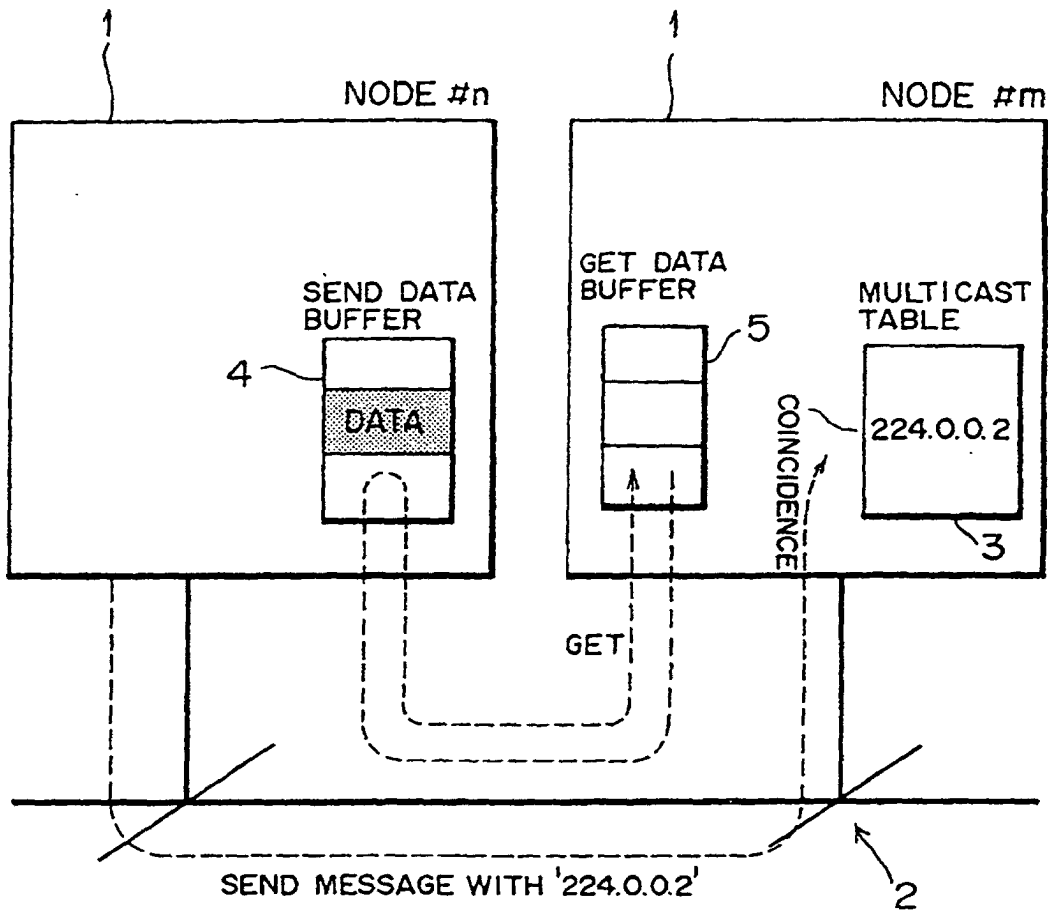 1
1
NODE #n
NODE #m
SEND DATA
BUFFER
GET DATA
BUFFER
MULTICAST
TABLE
4
DATA
5
COINCIDENCE
224.0.0.2
3
GET
SEND MESSAGE WITH '224.0.0.2'
2